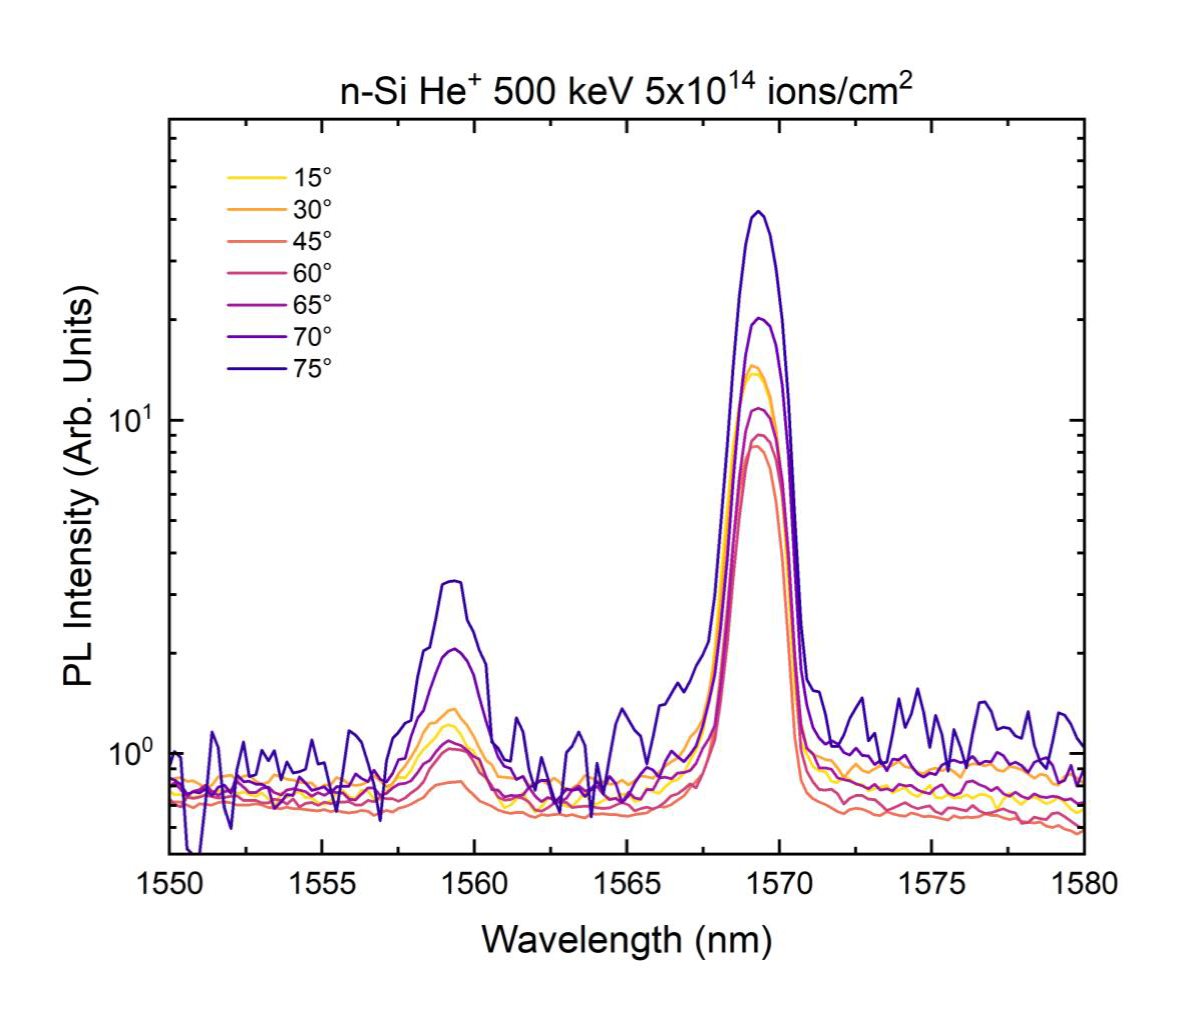 n-Si He⁺ 500 keV 5x10¹⁴ ions/cm²
15°
30°
45°
60°
65°
70°
75°
PL Intensity (Arb. Units)
10¹
10⁰
1550 1555 1560 1565 1570 1575 1580
Wavelength (nm)